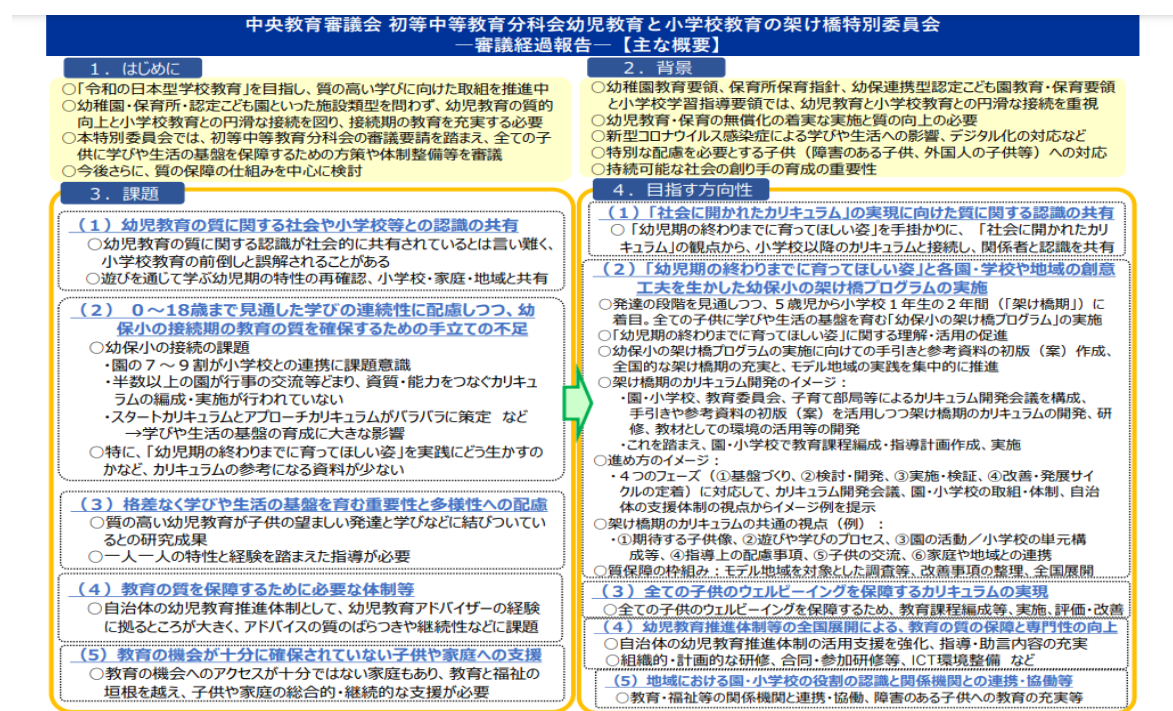 中央教育審議会 初等中等教育分科会幼児教育と小学校教育の架け橋特別委員会
―審議経過報告―【主な概要】
１．はじめに
○「令和の日本型学校教育」を目指し、質の高い学びに向けた取組を推進中
○幼稚園・保育所・認定こども園といった施設類型を問わず、幼児教育の質的
向上と小学校教育との円滑な接続を図り、接続期の教育を充実する必要
○本特別委員会では、初等中等教育分科会の審議要請を踏まえ、全ての子
供に学びや生活の基盤を保障するための方策や体制整備等を審議
○今後さらに、質の保障の仕組みを中心に検討
２．背景
○幼稚園教育要領、保育所保育指針、幼保連携型認定こども園教育・保育要領
と小学校学習指導要領では、幼児教育と小学校教育との円滑な接続を重視
○幼児教育・保育の無償化の着実な実施と質の向上の必要
○新型コロナウイルス感染症による学びや生活への影響、デジタル化の対応など
○特別な配慮を必要とする子供（障害のある子供、外国人の子供等）への対応
○持続可能な社会の創り手の育成の重要性
３．課題
（１）幼児教育の質に関する社会や小学校等との認識の共有
○幼児教育の質に関する認識が社会的に共有されているとは言い難く、
小学校教育の前倒しと誤解されることがある
○遊びを通じて学ぶ幼児期の特性の再確認、小学校・家庭・地域と共有
（２） ０～18歳まで見通した学びの連続性に配慮しつつ、幼
保小の接続期の教育の質を確保するための手立ての不足
○幼保小の接続の課題
・園の７～９割が小学校との連携に課題意識
・半数以上の園が行事の交流等どまり、資質・能力をつなぐカリキュ
ラムの編成・実施が行われていない
・スタートカリキュラムとアプローチカリキュラムがバラバラに策定 など
→学びや生活の基盤の育成に大きな影響
○特に、「幼児期の終わりまでに育ってほしい姿」を実践にどう生かすの
かなど、カリキュラムの参考になる資料が少ない
（３）格差なく学びや生活の基盤を育む重要性と多様性への配慮
○質の高い幼児教育が子供の望ましい発達と学びなどに結びついてい
るとの研究成果
○一人一人の特性と経験を踏まえた指導が必要
（４）教育の質を保障するために必要な体制等
○自治体の幼児教育推進体制として、幼児教育アドバイザーの経験
に拠るところが大きく、アドバイスの質のばらつきや継続性などに課題
（５）教育の機会が十分に確保されていない子供や家庭への支援
○教育の機会へのアクセスが十分ではない家庭もあり、教育と福祉の
垣根を越え、子供や家庭の総合的・継続的な支援が必要
４．目指す方向性
（１）「社会に開かれたカリキュラム」の実現に向けた質に関する認識の共有
○「幼児期の終わりまでに育ってほしい姿」を手掛かりに、「社会に開かれたカリ
キュラム」の観点から、小学校以降のカリキュラムと接続し、関係者と認識を共有
（２）「幼児期の終わりまでに育ってほしい姿」と各園・学校や地域の創意
工夫を生かした幼保小の架け橋プログラムの実施
○発達の段階を見通しつつ、５歳児から小学校１年生の２年間（「架け橋期」）に
着目。全ての子供に学びや生活の基盤を育む「幼保小の架け橋プログラム」の実施
○「幼児期の終わりまでに育ってほしい姿」に関する理解・活用の促進
○幼保小の架け橋プログラムの実施に向けての手引きと参考資料の初版（案）作成、
全国的な架け橋期の充実と、モデル地域の実践を集中的に推進
○架け橋期のカリキュラム開発のイメージ：
・園・小学校、教育委員会、子育て部局等によるカリキュラム開発会議を構成、
手引きや参考資料の初版（案）を活用しつつ架け橋期のカリキュラムの開発、研
修、教材としての環境の活用等の開発
・これを踏まえ、園・小学校で教育課程編成・指導計画作成、実施
○進め方のイメージ：
・４つのフェーズ（①基盤づくり、②検討・開発、③実施・検証、④改善・発展サイ
クルの定着）に対応して、カリキュラム開発会議、園・小学校の取組・体制、自治
体の支援体制の視点からイメージ例を提示
○架け橋期のカリキュラムの共通の視点（例）：
・①期待する子供像、②遊びや学びのプロセス、③園の活動／小学校の単元構
成等、④指導上の配慮事項、⑤子供の交流、⑥家庭や地域との連携
○質保障の枠組み：モデル地域を対象とした調査等、改善事項の整理、全国展開
（３）全ての子供のウェルビーイングを保障するカリキュラムの実現
○全ての子供のウェルビーイングを保障するため、教育課程編成等、実施、評価・改善
（４）幼児教育推進体制等の全国展開による、教育の質の保障と専門性の向上
○自治体の幼児教育推進体制の活用支援を強化、指導・助言内容の充実
○組織的・計画的な研修、合同・参加研修等、ICT環境整備 など
（５）地域における園・小学校の役割の認識と関係機関との連携・協働等
○教育・福祉等の関係機関と連携・協働、障害のある子供への教育の充実等